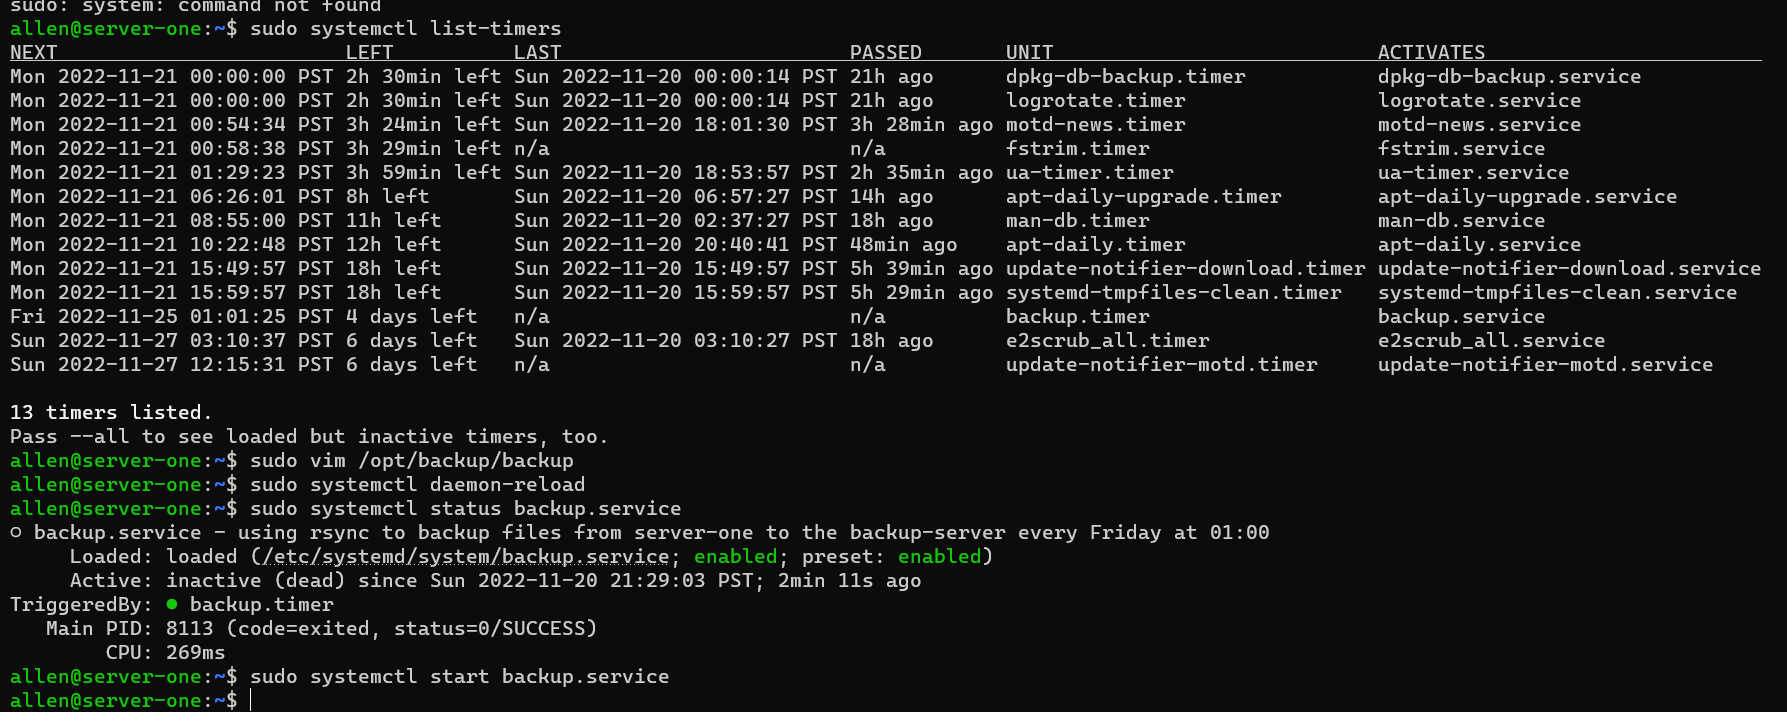 sudo: system: command not found
allen@server-one:~$ sudo systemctl list-timers
NEXT LEFT LAST PASSED UNIT ACTIVATES
Mon 2022-11-21 00:00:00 PST 2h 30min left Sun 2022-11-20 00:00:14 PST 21h ago dpkg-db-backup.timer dpkg-db-backup.service
Mon 2022-11-21 00:00:00 PST 2h 30min left Sun 2022-11-20 00:00:14 PST 21h ago logrotate.timer logrotate.service
Mon 2022-11-21 00:54:34 PST 3h 24min left Sun 2022-11-20 18:01:30 PST 3h 28min ago motd-news.timer motd-news.service
Mon 2022-11-21 00:58:38 PST 3h 29min left n/a n/a fstrim.timer fstrim.service
Mon 2022-11-21 01:29:23 PST 3h 59min left Sun 2022-11-20 18:53:57 PST 2h 35min ago ua-timer.timer ua-timer.service
Mon 2022-11-21 06:26:01 PST 8h left Sun 2022-11-20 06:57:27 PST 14h ago apt-daily-upgrade.timer apt-daily-upgrade.service
Mon 2022-11-21 08:55:00 PST 11h left Sun 2022-11-20 02:37:27 PST 18h ago man-db.timer man-db.service
Mon 2022-11-21 10:22:48 PST 12h left Sun 2022-11-20 20:40:41 PST 48min ago apt-daily.timer apt-daily.service
Mon 2022-11-21 15:49:57 PST 18h left Sun 2022-11-20 15:49:57 PST 5h 39min ago update-notifier-download.timer update-notifier-download.service
Mon 2022-11-21 15:59:57 PST 18h left Sun 2022-11-20 15:59:57 PST 5h 29min ago systemd-tmpfiles-clean.timer systemd-tmpfiles-clean.service
Fri 2022-11-25 01:01:25 PST 4 days left n/a n/a backup.timer backup.service
Sun 2022-11-27 03:10:37 PST 6 days left Sun 2022-11-20 03:10:27 PST 18h ago e2scrub_all.timer e2scrub_all.service
Sun 2022-11-27 12:15:31 PST 6 days left n/a n/a update-notifier-motd.timer update-notifier-motd.service
13 timers listed.
Pass --all to see loaded but inactive timers, too.
allen@server-one:~$ sudo vim /opt/backup/backup
allen@server-one:~$ sudo systemctl daemon-reload
allen@server-one:~$ sudo systemctl status backup.service
○ backup.service - using rsync to backup files from server-one to the backup-server every Friday at 01:00
Loaded: loaded (/etc/systemd/system/backup.service; enabled; preset: enabled)
Active: inactive (dead) since Sun 2022-11-20 21:29:03 PST; 2min 11s ago
TriggeredBy: ● backup.timer
Main PID: 8113 (code=exited, status=0/SUCCESS)
CPU: 269ms
allen@server-one:~$ sudo systemctl start backup.service
allen@server-one:~$